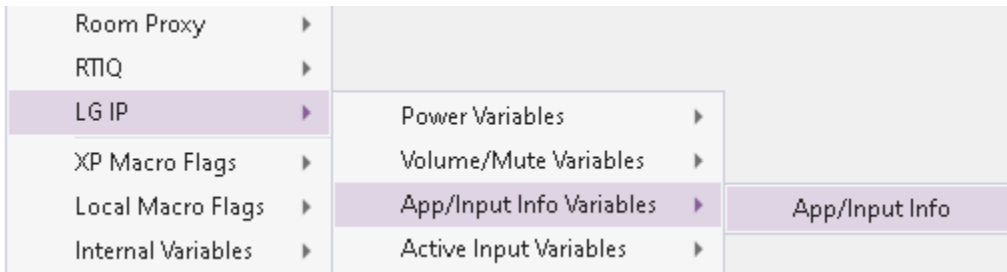 Room Proxy
RTIQ
LG IP
XP Macro Flags
Local Macro Flags
Internal Variables
Power Variables
Volume/Mute Variables
App/Input Info Variables
Active Input Variables
App/Input Info